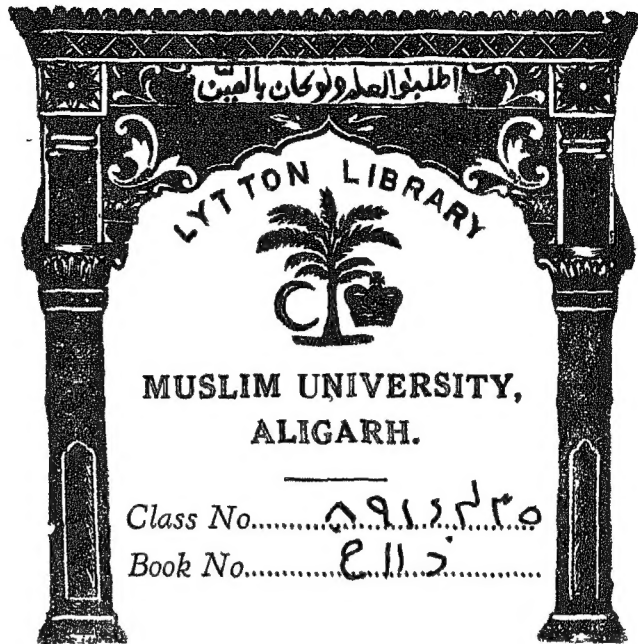 اطلبوا العلم ولو كان بالصين
LYTTON LIBRARY
MUSLIM UNIVERSITY,
ALIGARH.
Class No.
Book No.